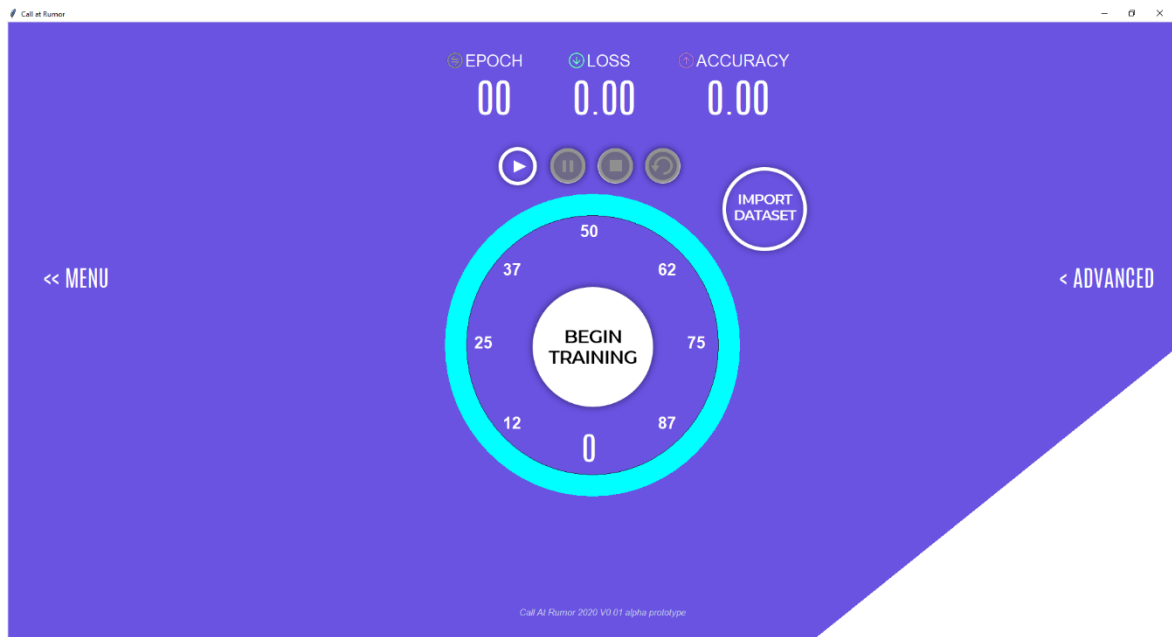 Call at Rumor
EPOCH LOSS ACCURACY
00 0.00 0.00
IMPORT
DATASET
50
37 62
<< MENU < ADVANCED
25 75
BEGIN
TRAINING
12 87
0
Call At Rumor 2020 V0.01 alpha prototype